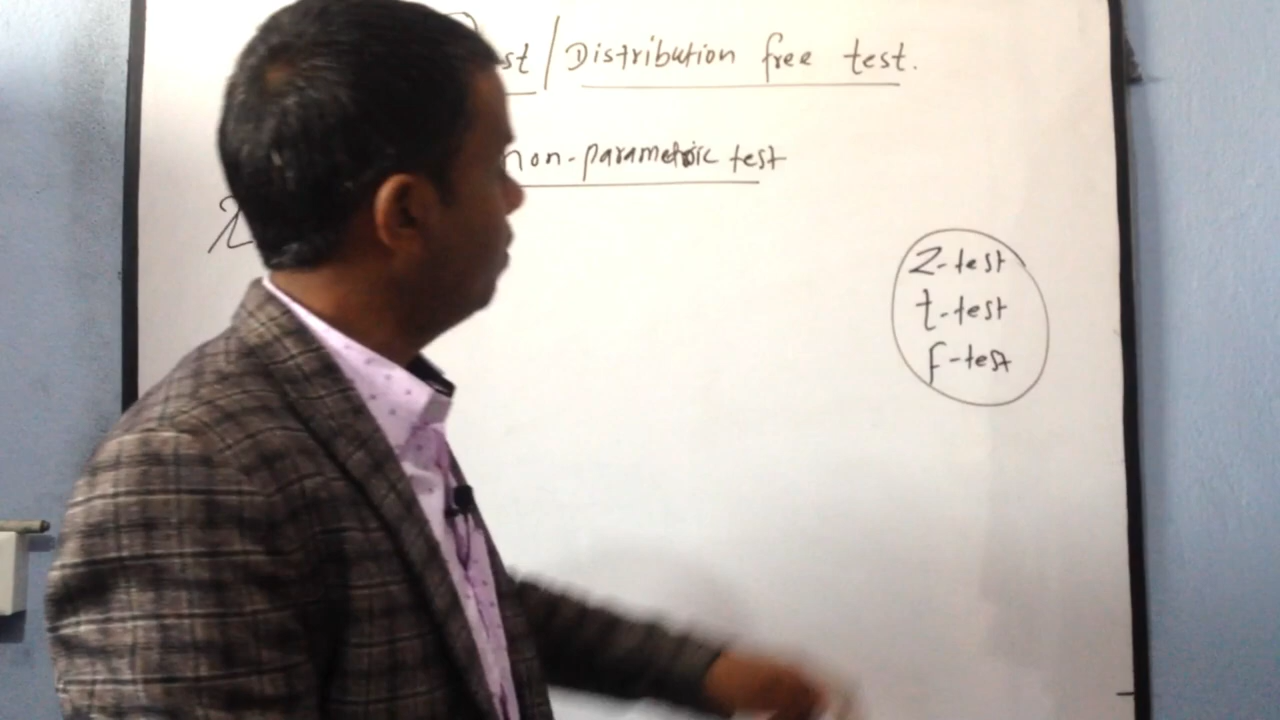 st / Distribution free test.
non-parametric test
Z-test
t-test
F-test